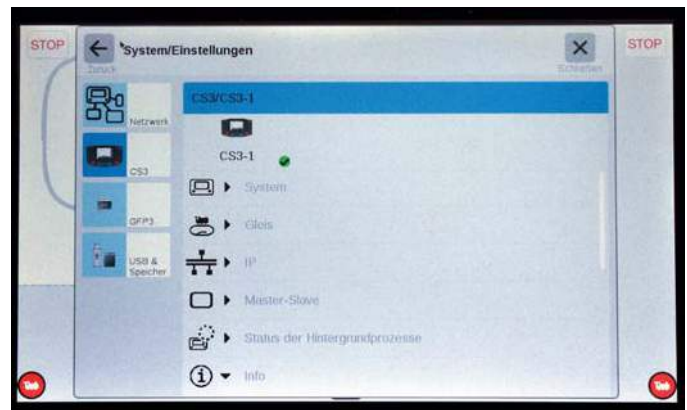 STOP
System/Einstellungen
STOP
Zurück
Schließen
Netzwerk
CS3/CS3-1
CS3
CS3-1
System
GFP3
Gleis
USB &
Speicher
IP
Master-Slave
Status der Hintergrundprozesse
Info